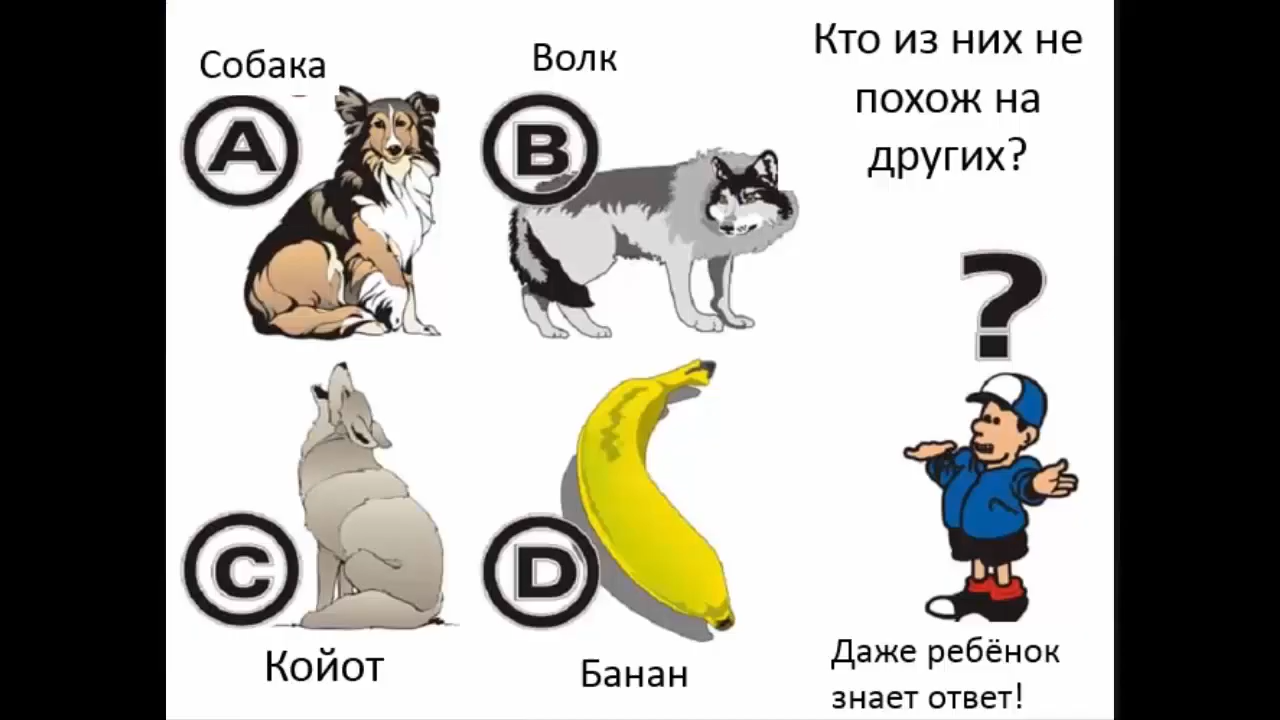 Собака
A
Волк
B
Кто из них не
похож на
других?
?
C
Койот
D
Банан
Даже ребёнок
знает ответ!